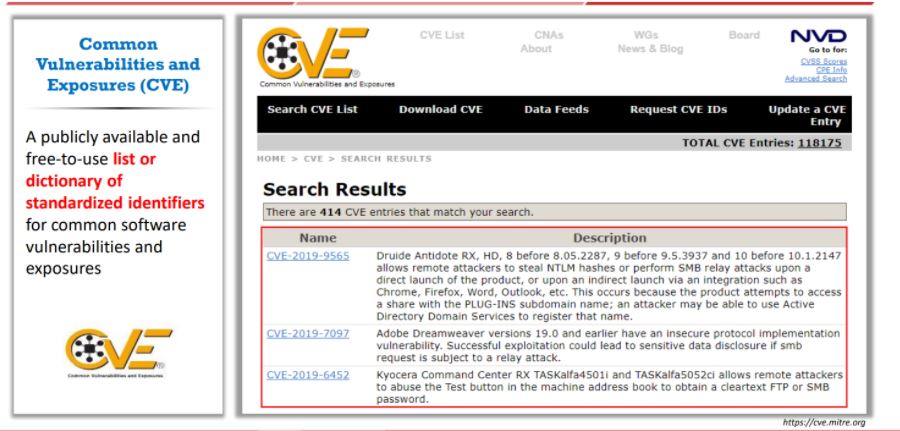 Common
Vulnerabilities and
Exposures (CVE)
A publicly available and
free-to-use list or
dictionary of
standardized identifiers
for common software
vulnerabilities and
exposures
CVE
Common Vulnerabilities and Exposures
CVE®
Common Vulnerabilities and Exposures
CVE List CNAs WGs Board
About News & Blog
NVD
Go to for:
CVSS Scores
CPE Info
Advanced Search
Search CVE List Download CVE Data Feeds Request CVE IDs Update a CVE
Entry
TOTAL CVE Entries: 118175
HOME > CVE > SEARCH RESULTS
Search Results
There are 414 CVE entries that match your search.
Name Description
CVE-2019-9565 Druide Antidote RX, HD, 8 before 8.05.2287, 9 before 9.5.3937 and 10 before 10.1.2147
allows remote attackers to steal NTLM hashes or perform SMB relay attacks upon a
direct launch of the product, or upon an indirect launch via an integration such as
Chrome, Firefox, Word, Outlook, etc. This occurs because the product attempts to access
a share with the PLUG-INS subdomain name; an attacker may be able to use Active
Directory Domain Services to register that name.
CVE-2019-7097 Adobe Dreamweaver versions 19.0 and earlier have an insecure protocol implementation
vulnerability. Successful exploitation could lead to sensitive data disclosure if smb
request is subject to a relay attack.
CVE-2019-6452 Kyocera Command Center RX TASKalfa4501i and TASKalfa5052ci allows remote attackers
to abuse the Test button in the machine address book to obtain a cleartext FTP or SMB
password.
https://cve.mitre.org